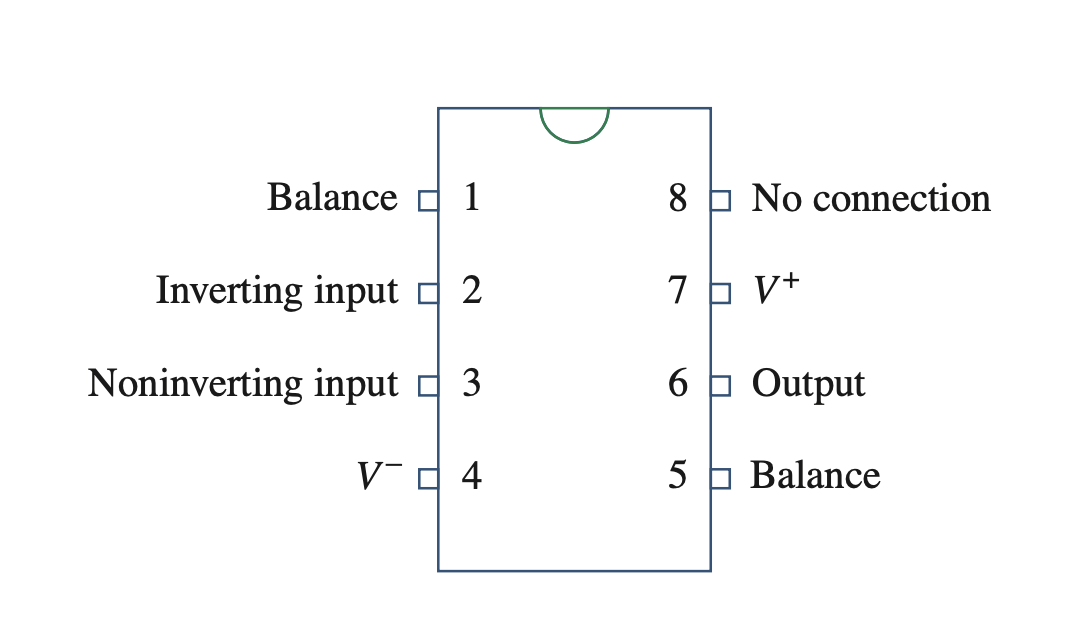 Balance 1 8 No connection
Inverting input 2 7 V⁺
Noninverting input 3 6 Output
V⁻ 4 5 Balance